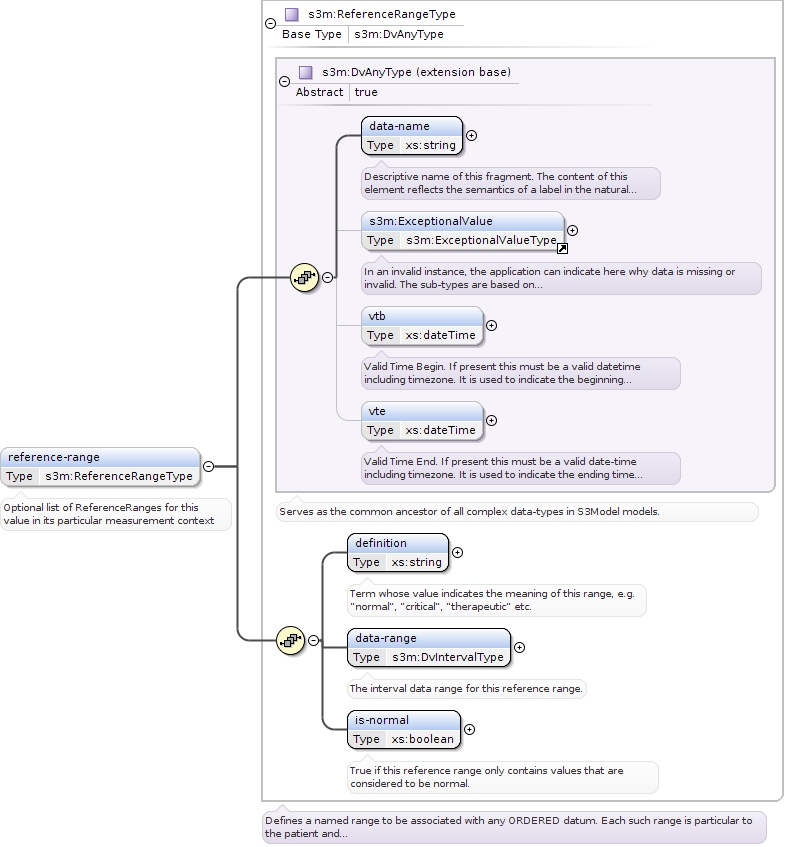 s3m:ReferenceRangeType
Base Type s3m:DvAnyType
s3m:DvAnyType (extension base)
Abstract true
data-name
Type xs:string
Descriptive name of this fragment. The content of this
element reflects the semantics of a label in the natural...
s3m:ExceptionalValue
Type s3m:ExceptionalValueType
In an invalid instance, the application can indicate here why data is missing or
invalid. The sub-types are based on...
vtb
Type xs:dateTime
Valid Time Begin. If present this must be a valid datetime
including timezone. It is used to indicate the beginning...
vte
Type xs:dateTime
Valid Time End. If present this must be a valid date-time
including timezone. It is used to indicate the ending time...
reference-range
Type s3m:ReferenceRangeType
Optional list of ReferenceRanges for this
value in its particular measurement context
Serves as the common ancestor of all complex data-types in S3Model models.
definition
Type xs:string
Term whose value indicates the meaning of this range, e.g.
"normal", "critical", "therapeutic" etc.
data-range
Type s3m:DvIntervalType
The interval data range for this reference range.
is-normal
Type xs:boolean
True if this reference range only contains values that are
considered to be normal.
Defines a named range to be associated with any ORDERED datum. Each such range is particular to
the patient and...